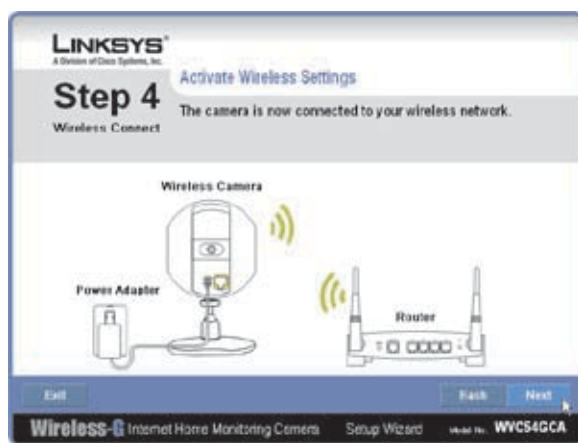 LINKSYS®
A Division of Cisco Systems, Inc.
Activate Wireless Settings
Step 4
Wireless Connect
The camera is now connected to your wireless network.
Wireless Camera
Power Adapter
Router
Exit
Back
Next
Wireless-G Internet Home Monitoring Camera
Setup Wizard
Model No. WVC54GCA